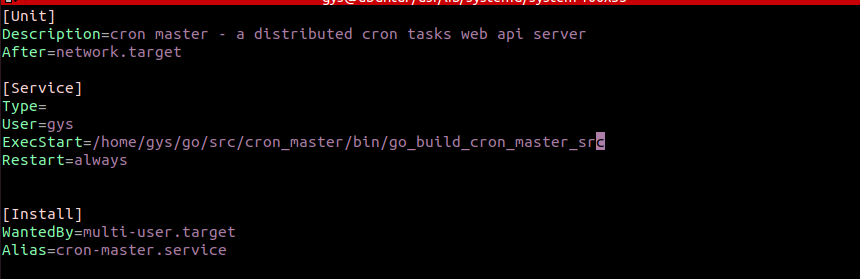 [Unit]
Description=cron master - a distributed cron tasks web api server
After=network.target
[Service]
Type=
User=gys
ExecStart=/home/gys/go/src/cron_master/bin/go_build_cron_master_src
Restart=always
[Install]
WantedBy=multi-user.target
Alias=cron-master.service